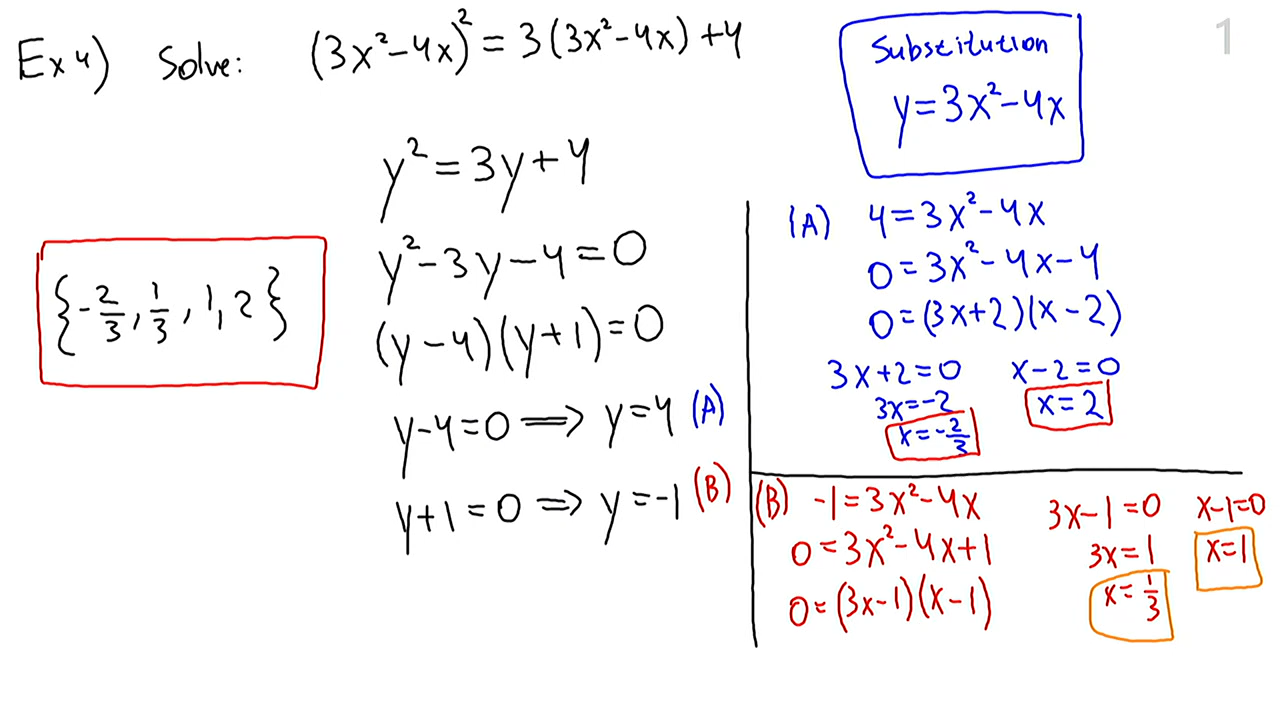 Ex 4) Solve: (3x²-4x)² = 3(3x²-4x)+4
1
Substitution
y=3x²-4x
y² = 3y+4
y²-3y-4=0
(y-4)(y+1)=0
y-4=0 ⟹ y=4 (A)
y+1=0 ⟹ y=-1 (B)
{-2/3, 1/3, 1, 2}
(A) 4=3x²-4x
0=3x²-4x-4
0=(3x+2)(x-2)
3x+2=0 x-2=0
3x=-2 x=2
x=-2/3
(B) -1=3x²-4x
0=3x²-4x+1
0=(3x-1)(x-1)
3x-1=0 x-1=0
3x=1 x=1
x=1/3